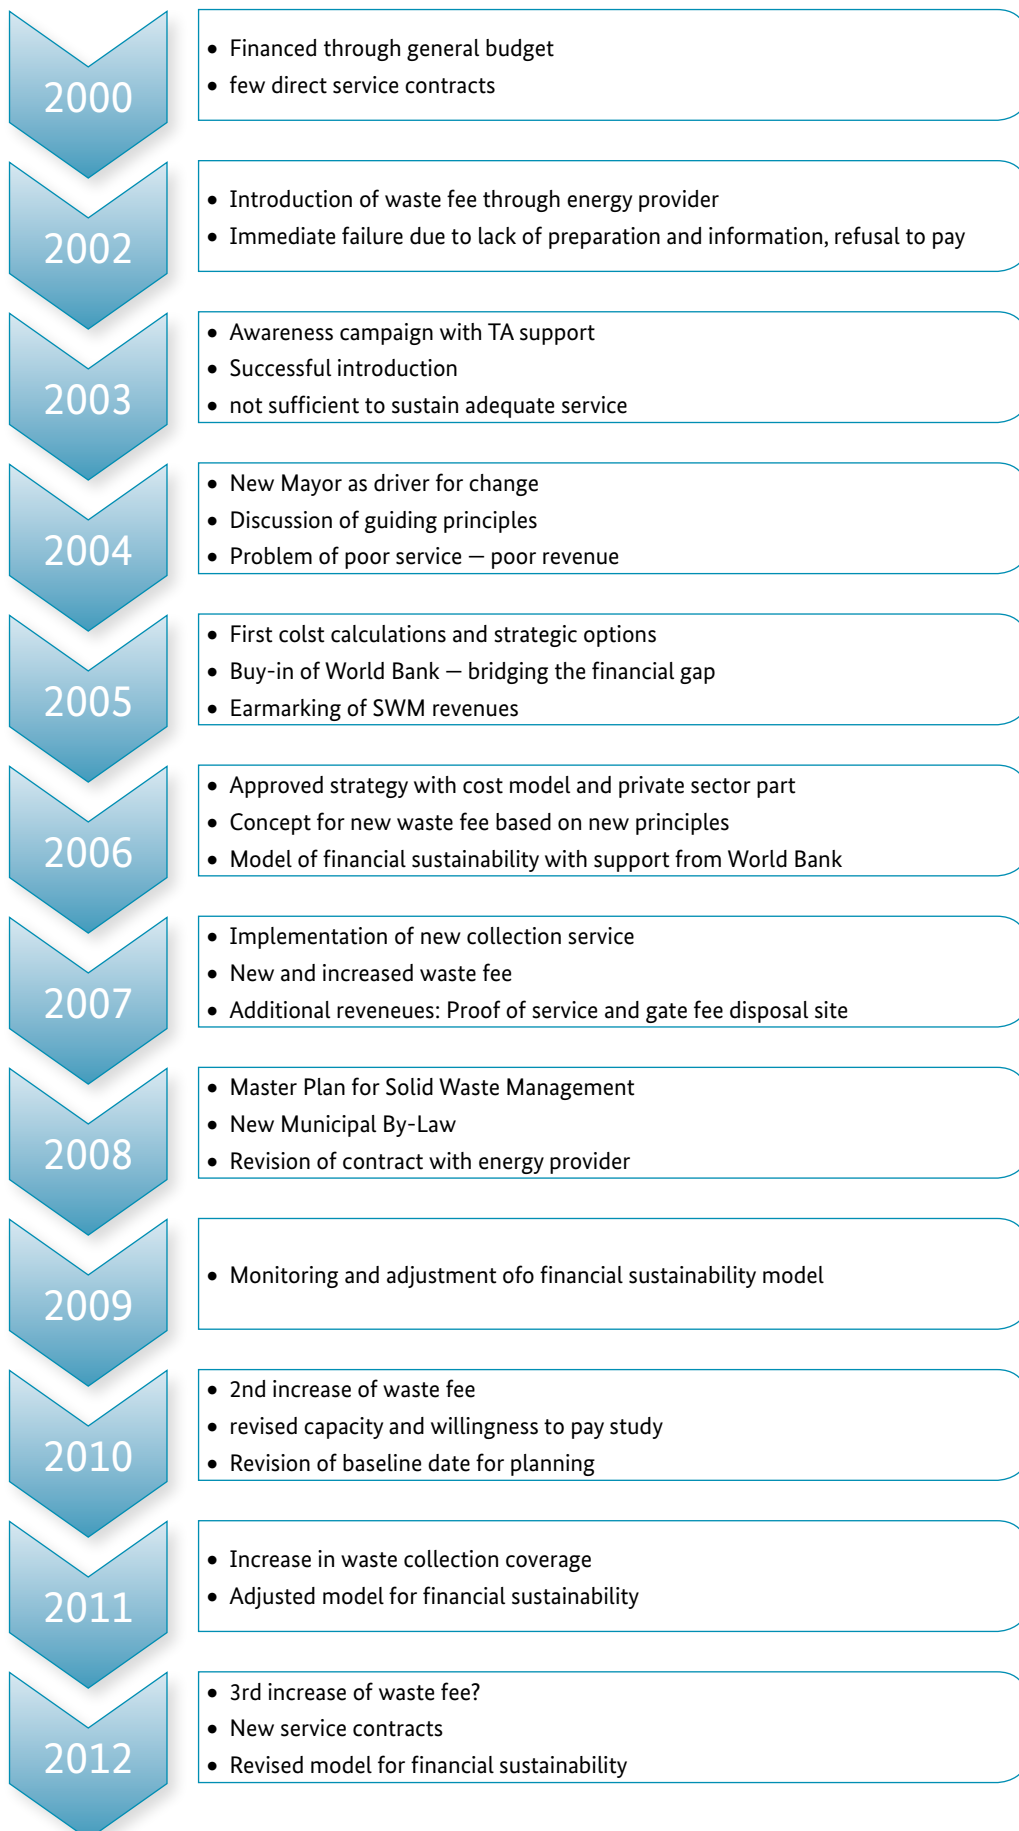 2000
• Financed through general budget
• few direct service contracts
2002
• Introduction of waste fee through energy provider
• Immediate failure due to lack of preparation and information, refusal to pay
2003
• Awareness campaign with TA support
• Successful introduction
• not sufficient to sustain adequate service
2004
• New Mayor as driver for change
• Discussion of guiding principles
• Problem of poor service — poor revenue
2005
• First colst calculations and strategic options
• Buy-in of World Bank — bridging the financial gap
• Earmarking of SWM revenues
2006
• Approved strategy with cost model and private sector part
• Concept for new waste fee based on new principles
• Model of financial sustainability with support from World Bank
2007
• Implementation of new collection service
• New and increased waste fee
• Additional reveneues: Proof of service and gate fee disposal site
2008
• Master Plan for Solid Waste Management
• New Municipal By-Law
• Revision of contract with energy provider
2009
• Monitoring and adjustment ofo financial sustainability model
2010
• 2nd increase of waste fee
• revised capacity and willingness to pay study
• Revision of baseline date for planning
2011
• Increase in waste collection coverage
• Adjusted model for financial sustainability
2012
• 3rd increase of waste fee?
• New service contracts
• Revised model for financial sustainability